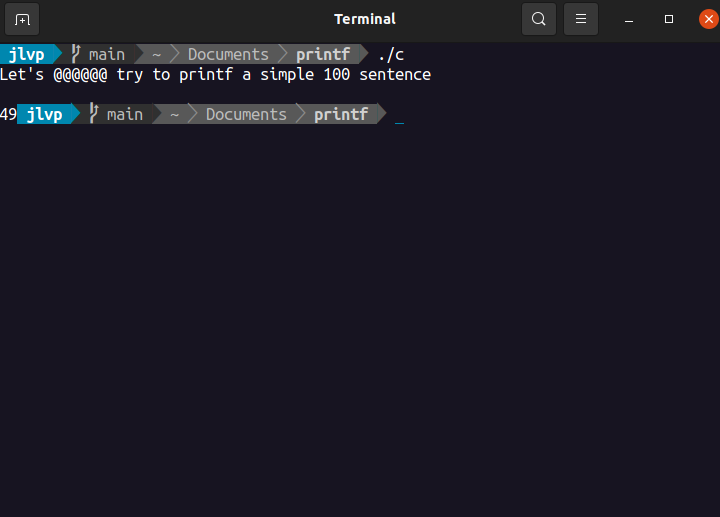 Terminal
jlvp main ~ Documents printf ./c
Let's @@@@@@ try to printf a simple 100 sentence
49 jlvp main ~ Documents printf _